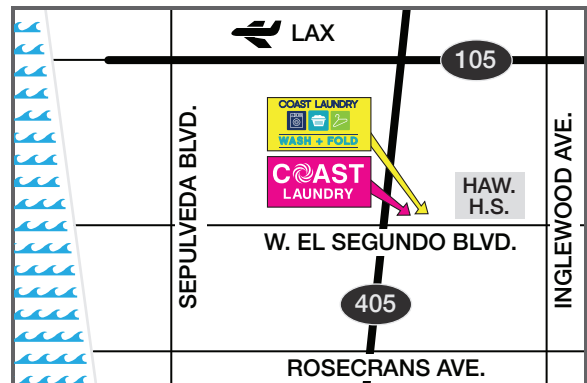 LAX
105
COAST LAUNDRY
WASH + FOLD
COAST
LAUNDRY
SEPULVEDA BLVD.
INGLEWOOD AVE.
HAW.
H.S.
W. EL SEGUNDO BLVD.
405
ROSECRANS AVE.